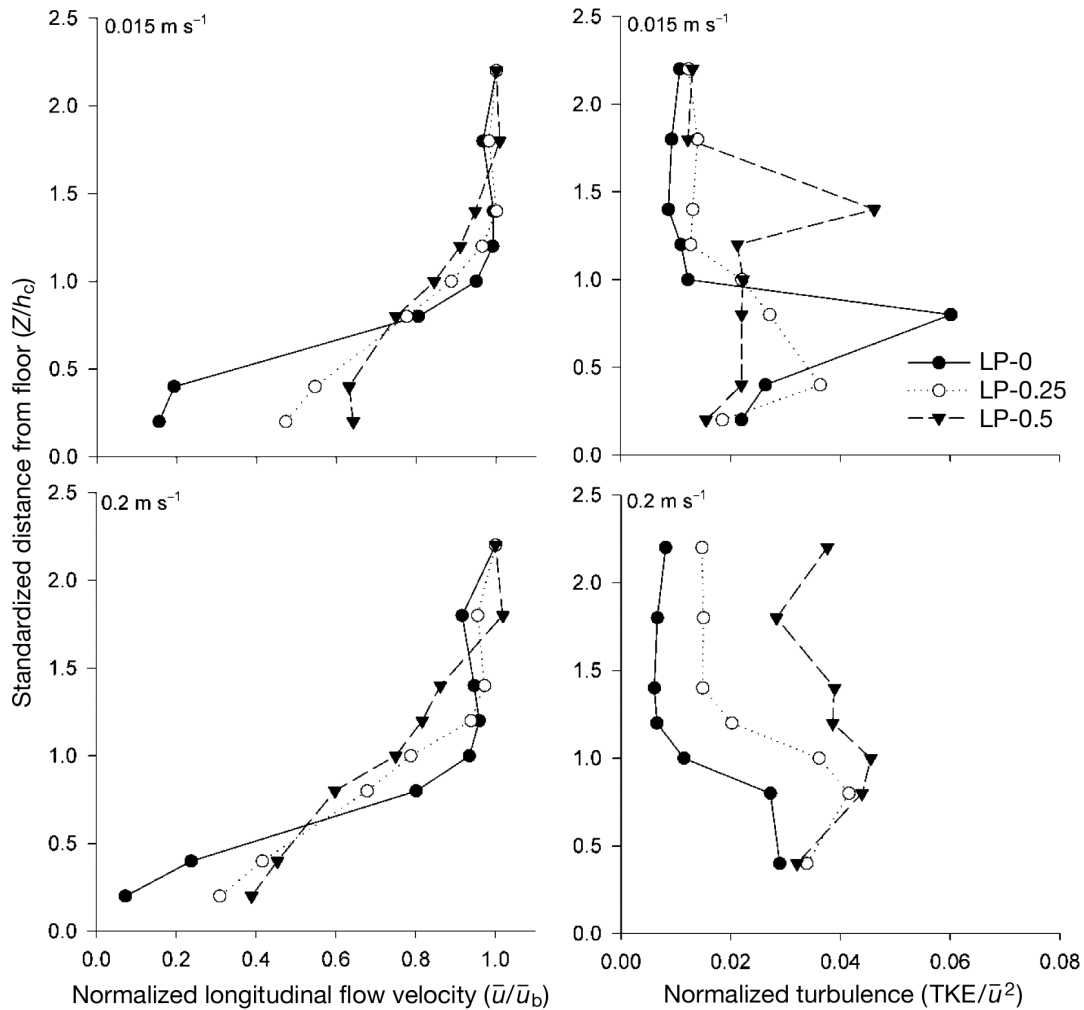 2.5
0.015 m s⁻¹
2.0
1.5
1.0
0.5
0.0
2.5
0.015 m s⁻¹
2.0
1.5
1.0
0.5
0.0
LP-0
LP-0.25
LP-0.5
Standardized distance from floor (Z/h_c)
2.5
0.2 m s⁻¹
2.0
1.5
1.0
0.5
0.0
0.0 0.2 0.4 0.6 0.8 1.0
Normalized longitudinal flow velocity (ū/ū_b)
2.5
0.2 m s⁻¹
2.0
1.5
1.0
0.5
0.0
0.00 0.02 0.04 0.06 0.08
Normalized turbulence (TKE/ū²)